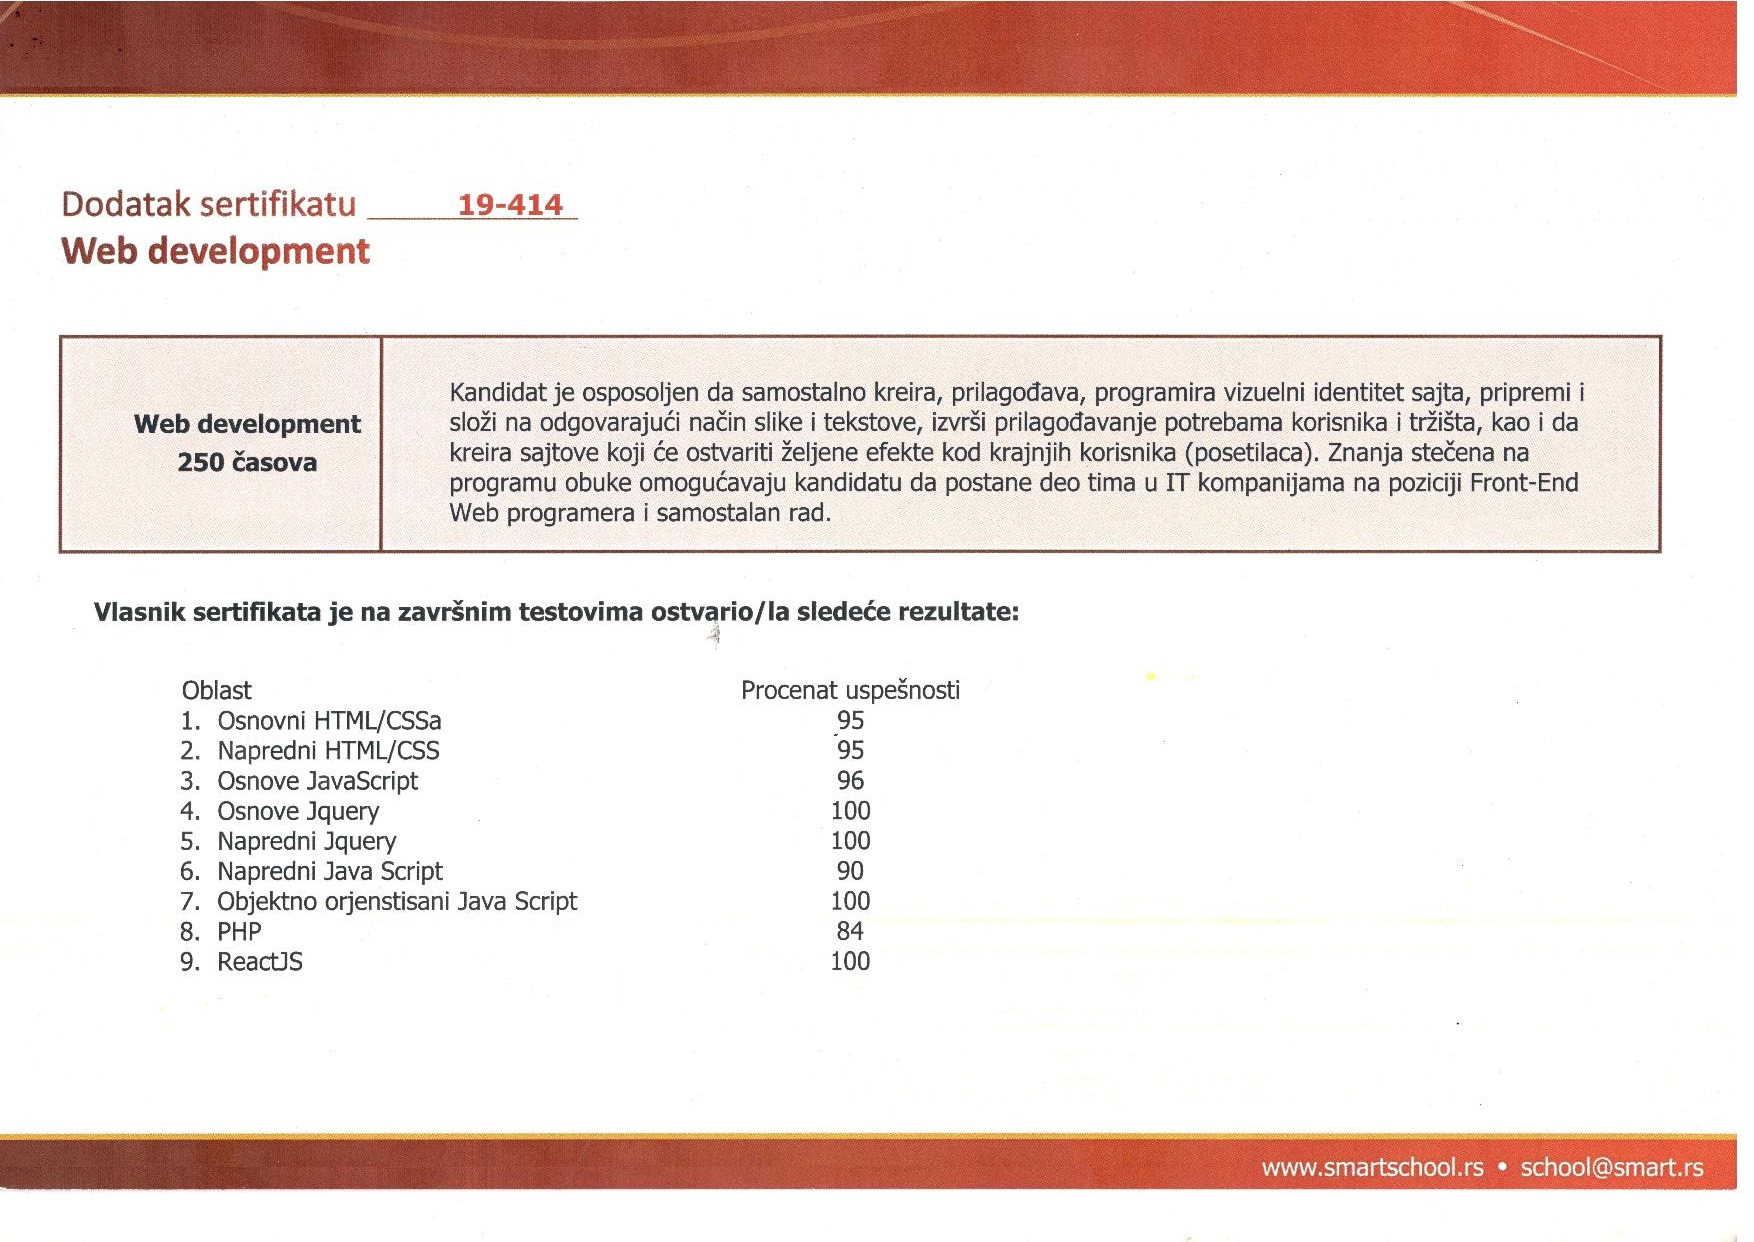 Dodatak sertifikatu 19-414
Web development
Web development
250 časova
Kandidat je osposoljen da samostalno kreira, prilagođava, programira vizuelni identitet sajta, pripremi i
složi na odgovarajući način slike i tekstove, izvrši prilagođavanje potrebama korisnika i tržišta, kao i da
kreira sajtove koji će ostvariti željene efekte kod krajnjih korisnika (posetilaca). Znanja stečena na
programu obuke omogućavaju kandidatu da postane deo tima u IT kompanijama na poziciji Front-End
Web programera i samostalan rad.
Vlasnik sertifikata je na završnim testovima ostvario/la sledeće rezultate:
Oblast Procenat uspešnosti
1. Osnovni HTML/CSSa 95
2. Napredni HTML/CSS 95
3. Osnove JavaScript 96
4. Osnove Jquery 100
5. Napredni Jquery 100
6. Napredni Java Script 90
7. Objektno orjenstisani Java Script 100
8. PHP 84
9. ReactJS 100
www.smartschool.rs • school@smart.rs